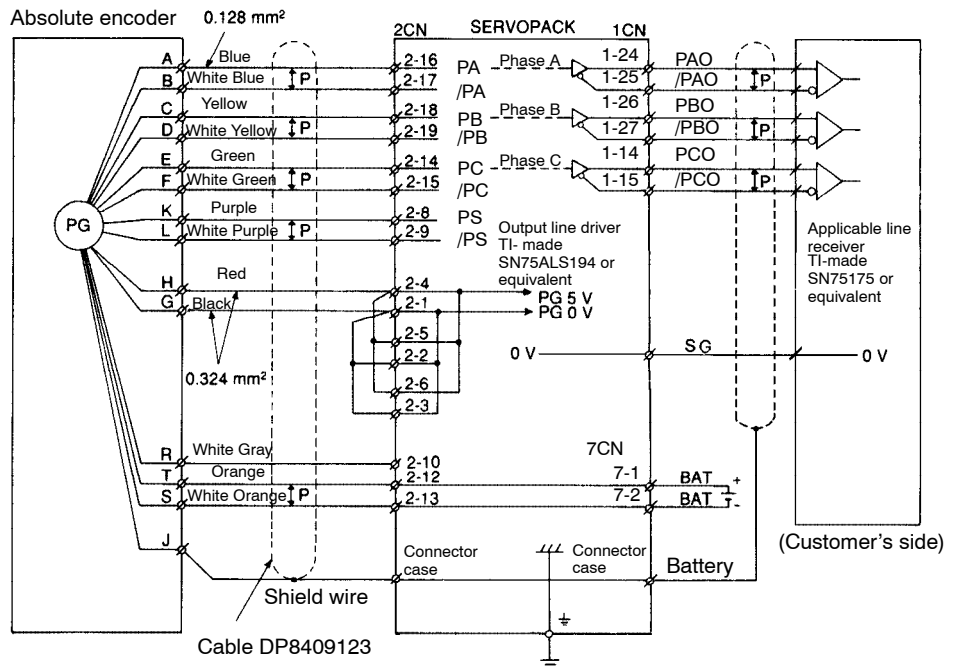 Absolute encoder
0.128 mm²
2CN
SERVOPACK
1CN
A
Blue
2-16
PA
Phase A
1-24
PAO
B
White Blue
P
2-17
/PA
1-25
/PAO
P
C
Yellow
2-18
PB
Phase B
1-26
PBO
D
White Yellow
P
2-19
/PB
1-27
/PBO
P
E
Green
2-14
PC
Phase C
1-14
PCO
F
White Green
P
2-15
/PC
1-15
/PCO
P
PG
K
Purple
2-8
PS
L
White Purple
P
2-9
/PS
Output line driver
TI- made
SN75ALS194 or
equivalent
Applicable line
receiver
TI-made
SN75175 or
equivalent
H
Red
2-4
PG 5 V
G
Black
2-1
PG 0 V
2-5
2-2
2-6
2-3
0.324 mm²
0 V
SG
0 V
R
White Gray
2-10
T
Orange
2-12
S
White Orange
P
2-13
7CN
7-1
BAT
+
7-2
BAT
-
J
Connector
case
Connector
case
Battery
(Customer's side)
Shield wire
Cable DP8409123